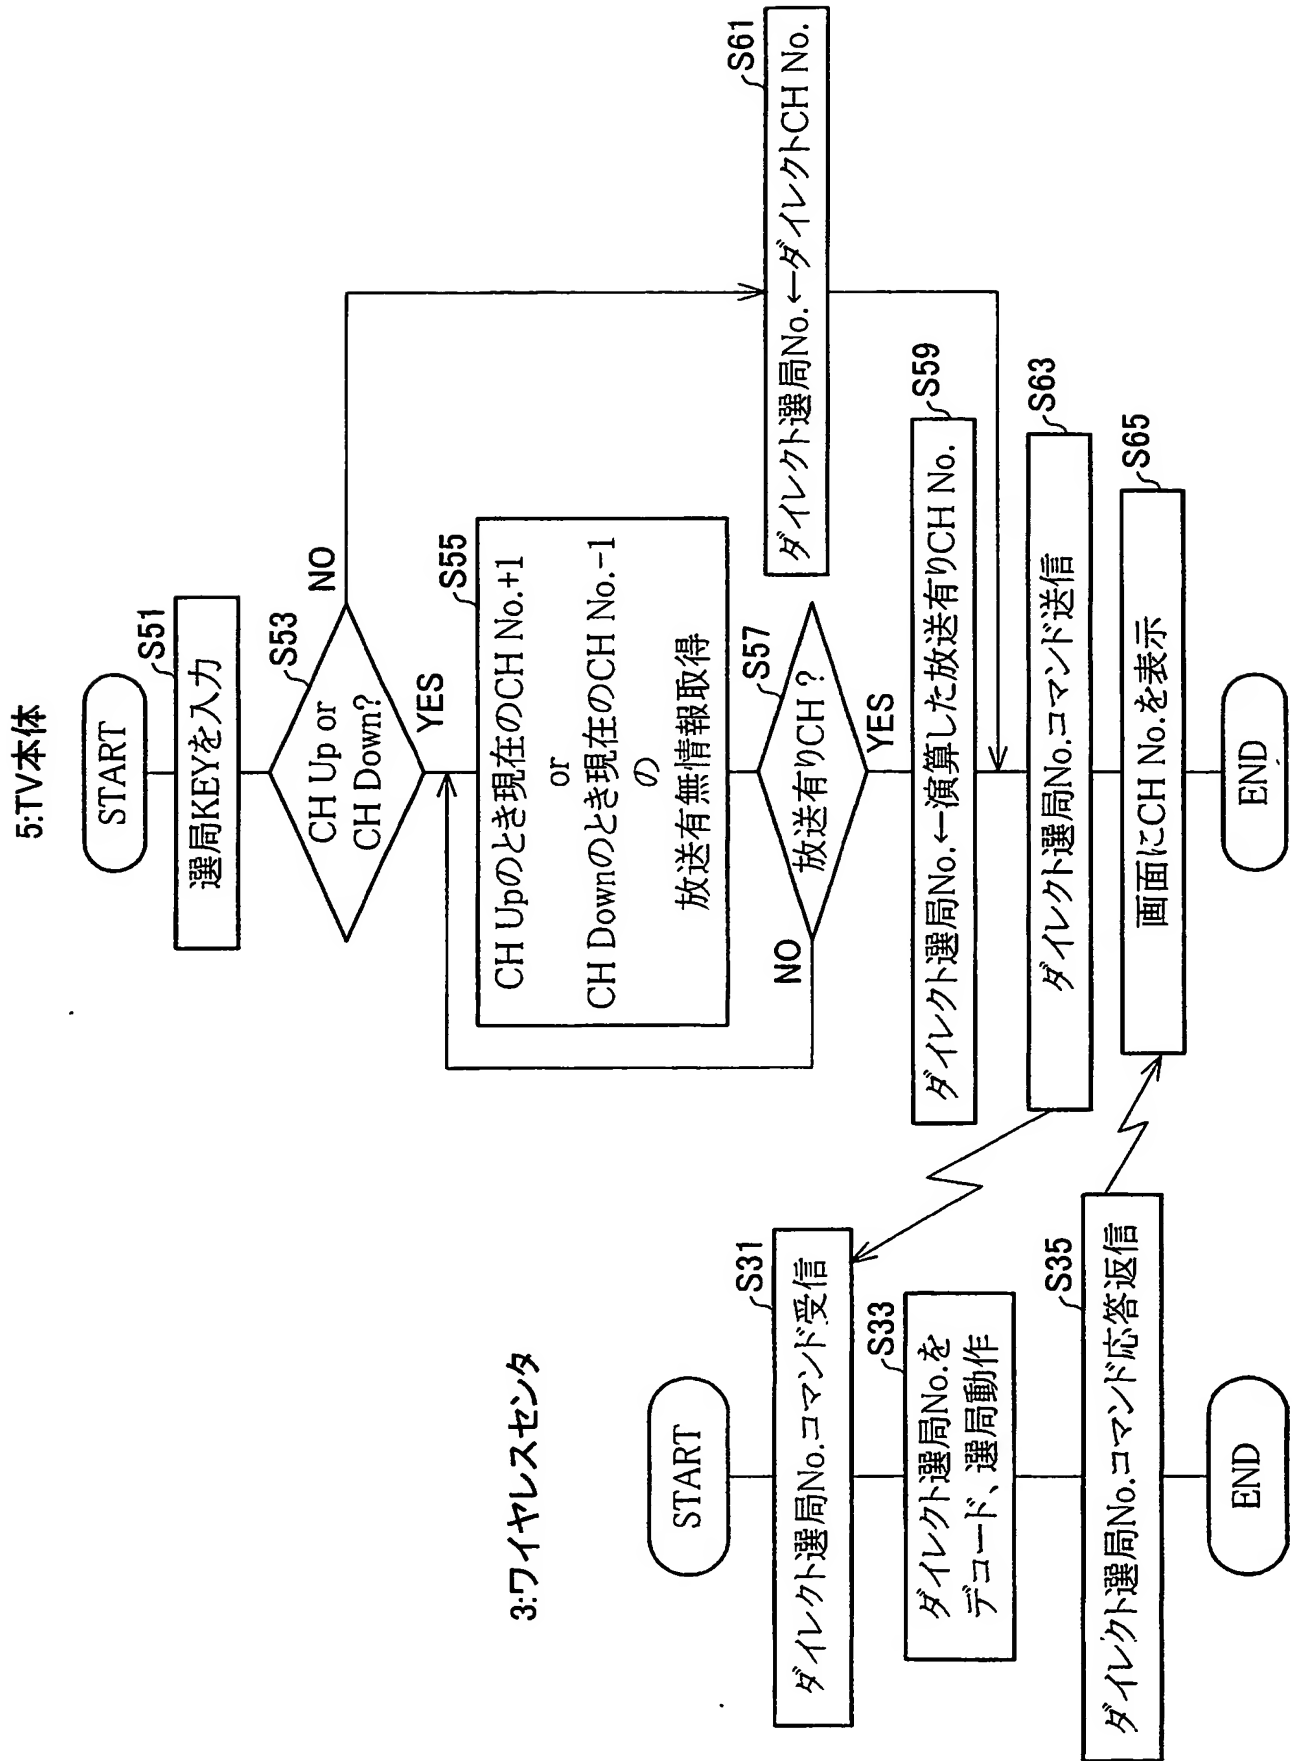 5:TV本体
START
S51
選局KEYを入力
S53
CH Up or
CH Down?
NO
YES
S55
CH Upのとき現在のCH No.+1
or
CH Downのとき現在のCH No.-1
の
放送有無情報取得
S57
放送有りCH？
NO
YES
S61
ダイレクト選局No.←ダイレクトCH No.
S59
ダイレクト選局No.←演算した放送有りCH No.
S63
ダイレクト選局No.コマンド送信
S65
画面にCH No.を表示
END
3:ワイヤレスセンタ
START
S31
ダイレクト選局No.コマンド受信
S33
ダイレクト選局No.を
デコード、選局動作
S35
ダイレクト選局No.コマンド応答返信
END